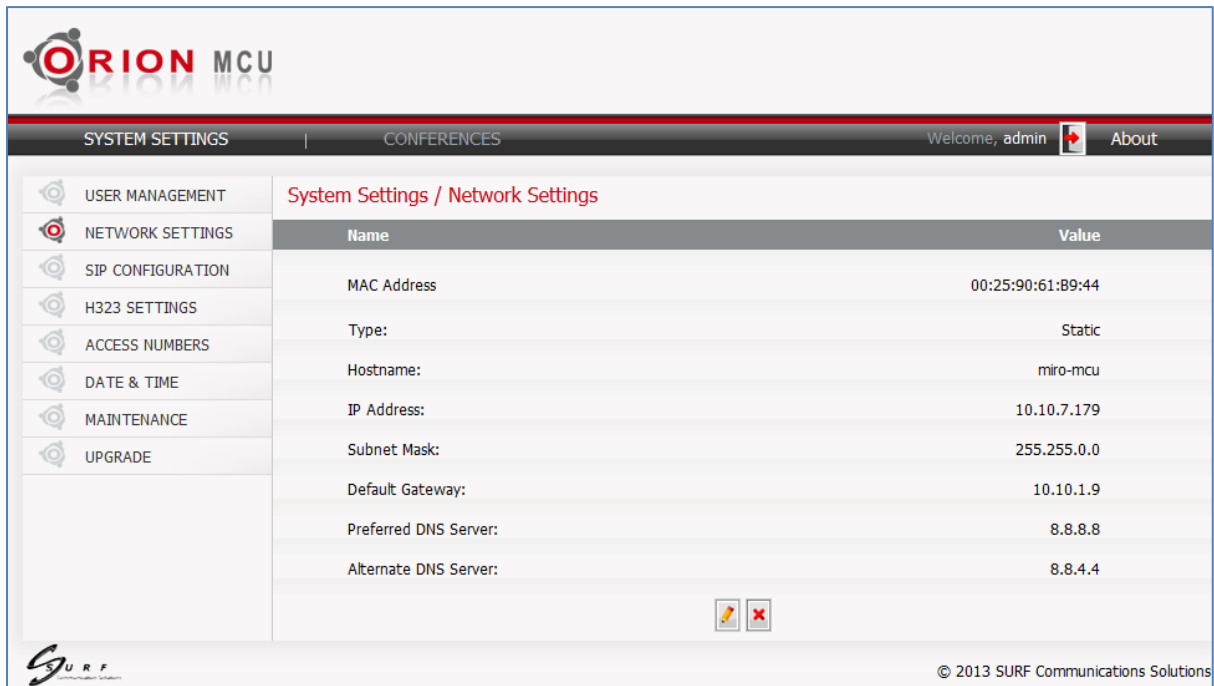 ORION MCU
SYSTEM SETTINGS | CONFERENCES Welcome, admin About
USER MANAGEMENT
NETWORK SETTINGS
SIP CONFIGURATION
H323 SETTINGS
ACCESS NUMBERS
DATE & TIME
MAINTENANCE
UPGRADE
System Settings / Network Settings
Name Value
MAC Address 00:25:90:61:B9:44
Type: Static
Hostname: miro-mcu
IP Address: 10.10.7.179
Subnet Mask: 255.255.0.0
Default Gateway: 10.10.1.9
Preferred DNS Server: 8.8.8.8
Alternate DNS Server: 8.8.4.4
SURF
© 2013 SURF Communications Solutions